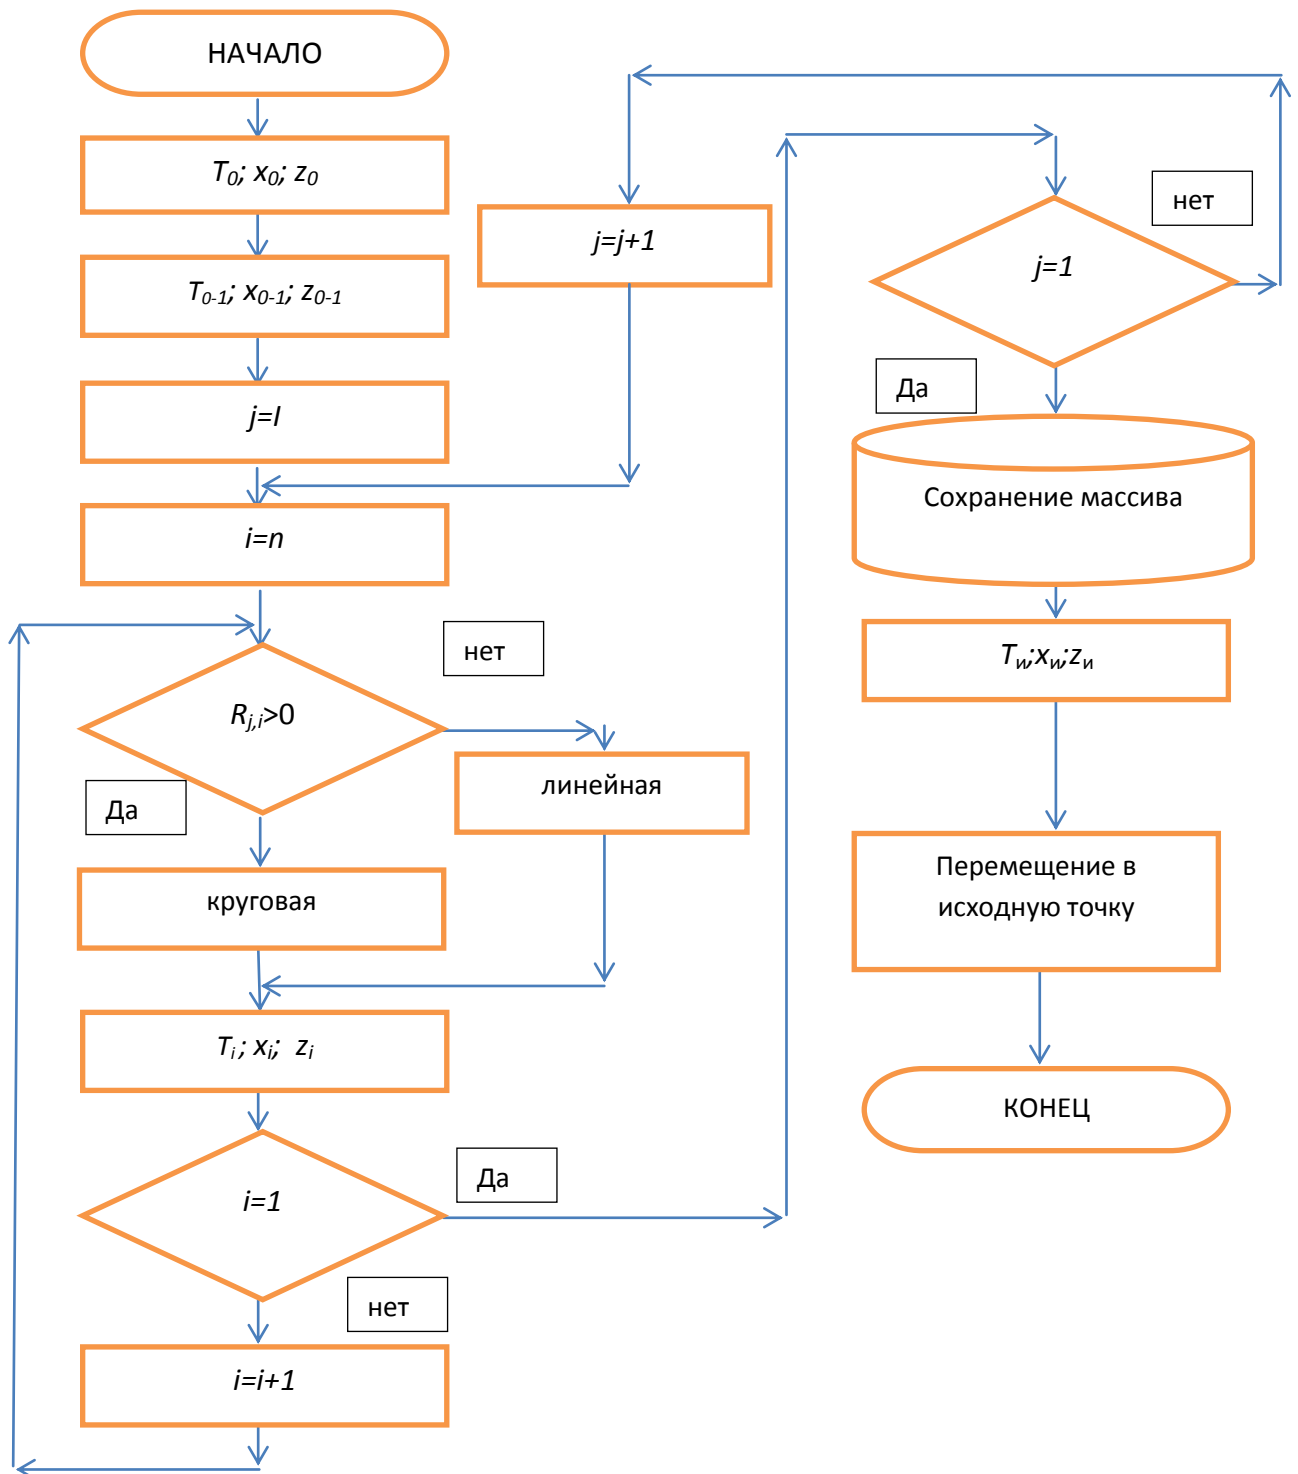 НАЧАЛО
T0; x0; z0
T0-1; x0-1; z0-1
j=I
i=n
нет
Rj,i>0
линейная
Да
круговая
Ti; xi; zi
Да
i=1
нет
i=i+1
j=j+1
нет
j=1
Да
Сохранение массива
Tи;xи;zи
Перемещение в
исходную точку
КОНЕЦ